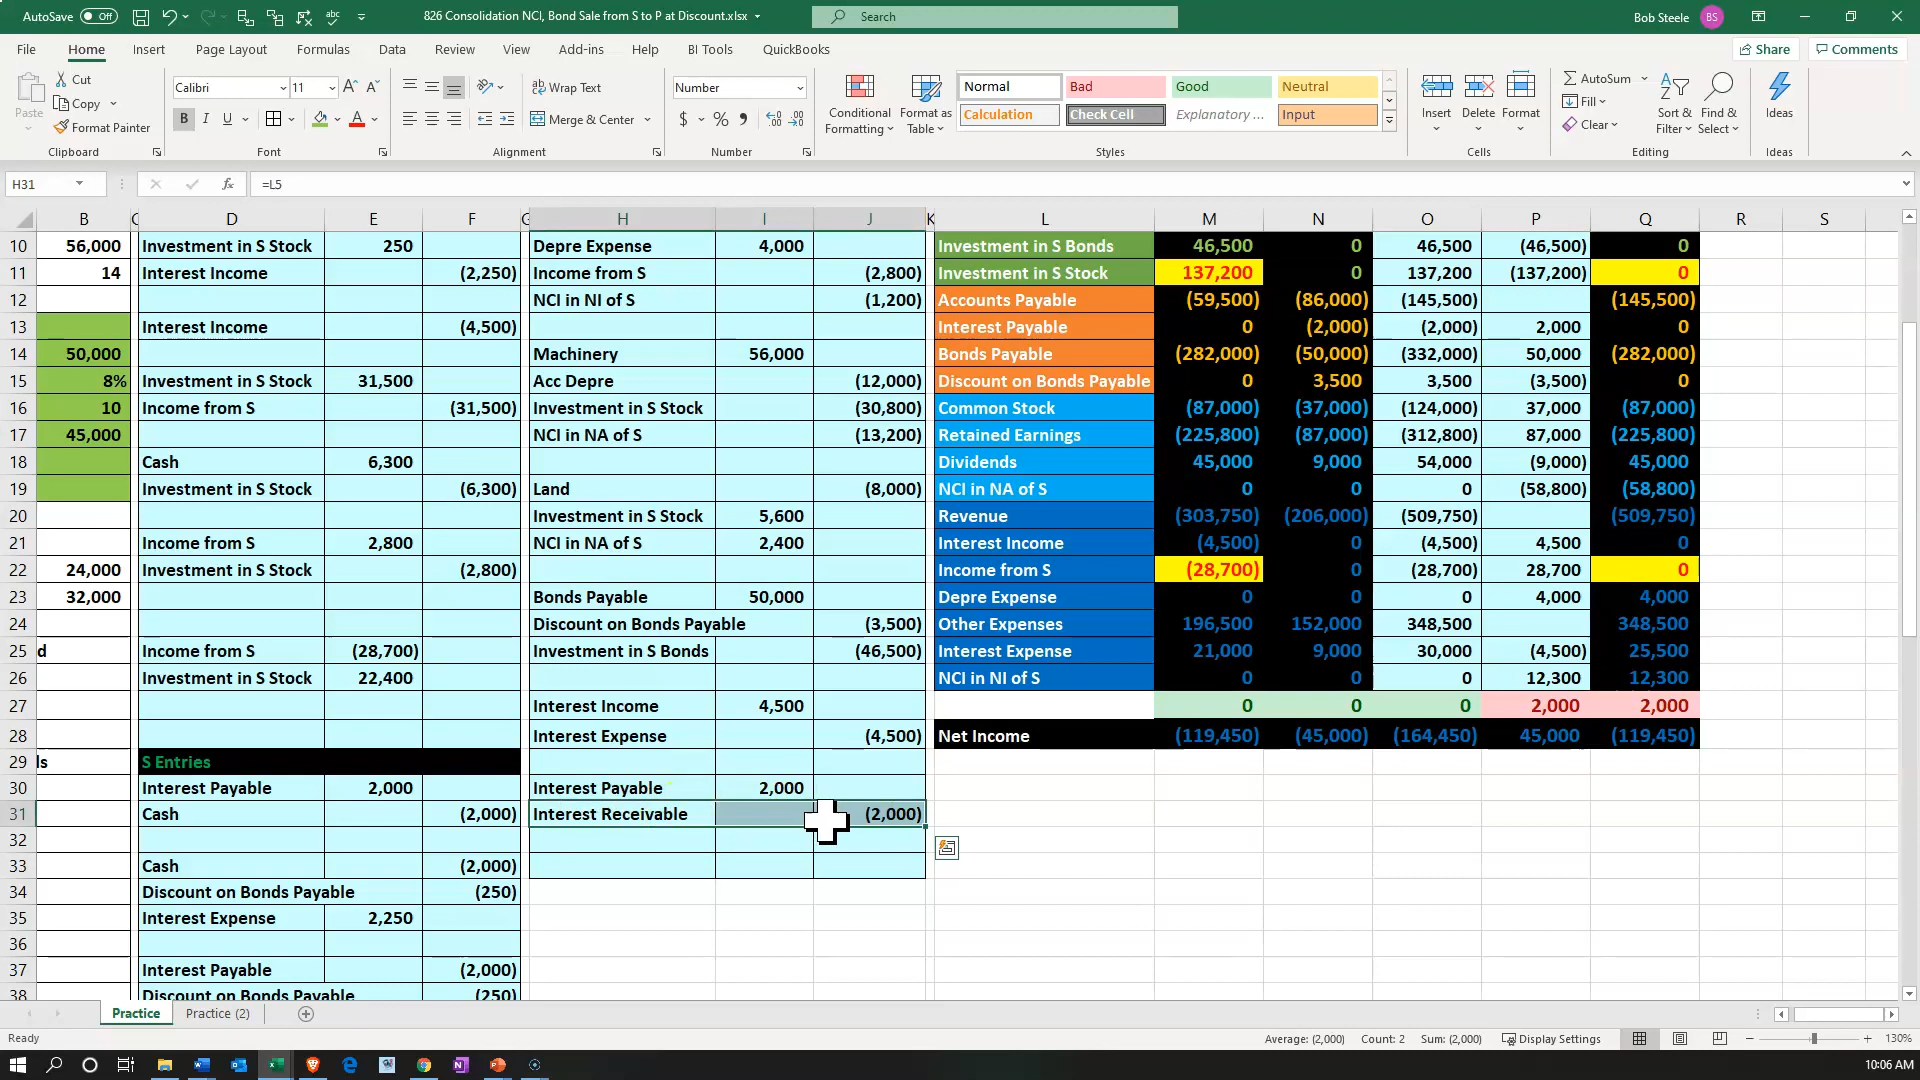 AutoSave Off 826 Consolidation NCI, Bond Sale from S to P at Discount.xlsx Search Bob Steele BS
File Home Insert Page Layout Formulas Data Review View Add-ins Help BI Tools QuickBooks Share Comments
Paste Cut Copy Format Painter Calibri 11 A A B I U A Wrap Text Merge & Center Number $ % Conditional Formatting Format as Table Normal Bad Good Neutral Calculation Check Cell Explanatory ... Input Insert Delete Format AutoSum Fill Clear Sort & Filter Find & Select Ideas
Clipboard Font Alignment Number Styles Cells Editing Ideas
H31 fx =L5
B C D E F G H I J K L M N O P Q R S
10 56,000 Investment in S Stock 250 Depre Expense 4,000 Investment in S Bonds 46,500 0 46,500 (46,500) 0
11 14 Interest Income (2,250) Income from S (2,800) Investment in S Stock 137,200 0 137,200 (137,200) 0
12 NCI in NI of S (1,200) Accounts Payable (59,500) (86,000) (145,500) (145,500)
13 Interest Income (4,500) Interest Payable 0 (2,000) (2,000) 2,000 0
14 50,000 Machinery 56,000 Bonds Payable (282,000) (50,000) (332,000) 50,000 (282,000)
15 8% Investment in S Stock 31,500 Acc Depre (12,000) Discount on Bonds Payable 0 3,500 3,500 (3,500) 0
16 10 Income from S (31,500) Investment in S Stock (30,800) Common Stock (87,000) (37,000) (124,000) 37,000 (87,000)
17 45,000 NCI in NA of S (13,200) Retained Earnings (225,800) (87,000) (312,800) 87,000 (225,800)
18 Cash 6,300 Dividends 45,000 9,000 54,000 (9,000) 45,000
19 Investment in S Stock (6,300) Land (8,000) NCI in NA of S 0 0 0 (58,800) (58,800)
20 Investment in S Stock 5,600 Revenue (303,750) (206,000) (509,750) (509,750)
21 Income from S 2,800 NCI in NA of S 2,400 Interest Income (4,500) 0 (4,500) 4,500 0
22 24,000 Investment in S Stock (2,800) Income from S (28,700) 0 (28,700) 28,700 0
23 32,000 Bonds Payable 50,000 Depre Expense 0 0 0 4,000 4,000
24 Discount on Bonds Payable (3,500) Other Expenses 196,500 152,000 348,500 348,500
25 d Income from S (28,700) Investment in S Bonds (46,500) Interest Expense 21,000 9,000 30,000 (4,500) 25,500
26 Investment in S Stock 22,400 NCI in NI of S 0 0 0 12,300 12,300
27 Interest Income 4,500 0 0 0 2,000 2,000
28 Interest Expense (4,500) Net Income (119,450) (45,000) (164,450) 45,000 (119,450)
29 ls S Entries
30 Interest Payable 2,000 Interest Payable 2,000
31 Cash (2,000) Interest Receivable (2,000)
32
33 Cash (2,000)
34 Discount on Bonds Payable (250)
35 Interest Expense 2,250
36
37 Interest Payable (2,000)
38 Discount on Bonds Payable (250)
Practice Practice (2)
Ready Average: (2,000) Count: 2 Sum: (2,000) Display Settings 130%
10:06 AM